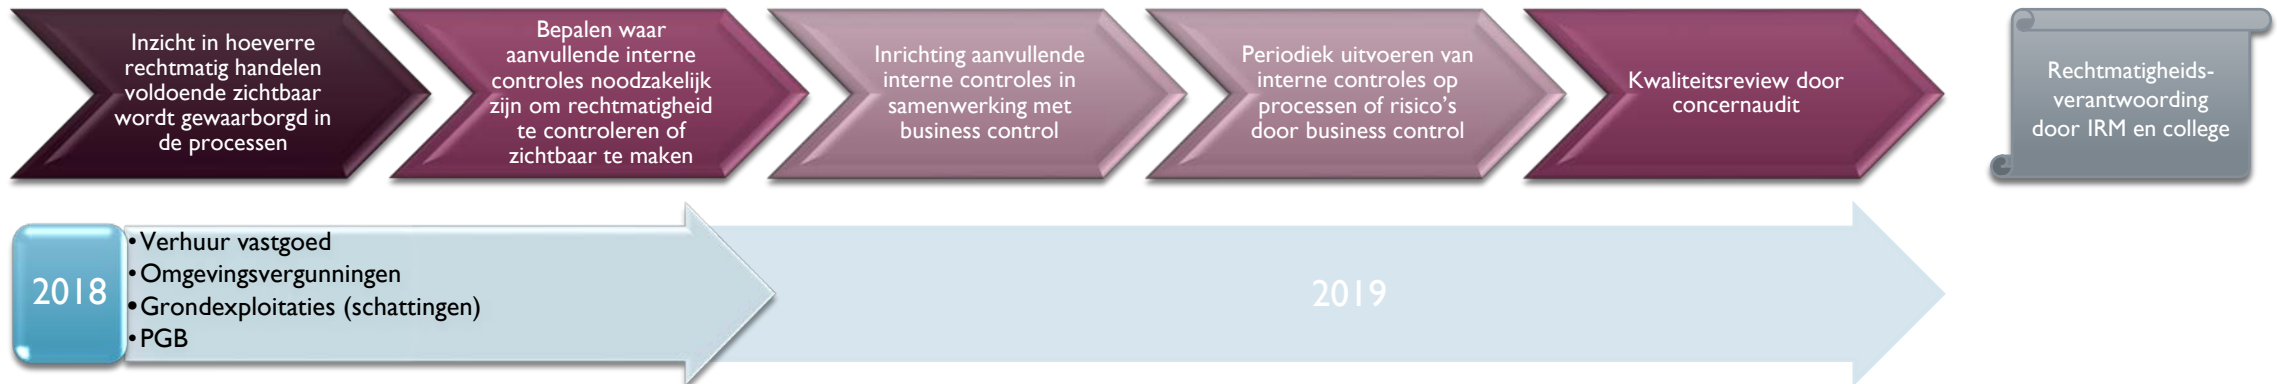 Inzicht in hoeverre
rechtmatig handelen
voldoende zichtbaar
wordt gewaarborgd in
de processen
Bepalen waar
aanvullende interne
controles noodzakelijk
zijn om rechtmatigheid
te controleren of
zichtbaar te maken
Inrichting aanvullende
interne controles in
samenwerking met
business control
Periodiek uitvoeren van
interne controles op
processen of risico's
door business control
Kwaliteitsreview door
concernaudit
Rechtmatigheids-
verantwoording
door IRM en college
2018
•Verhuur vastgoed
•Omgevingsvergunningen
•Grondexploitaties (schattingen)
•PGB
2019